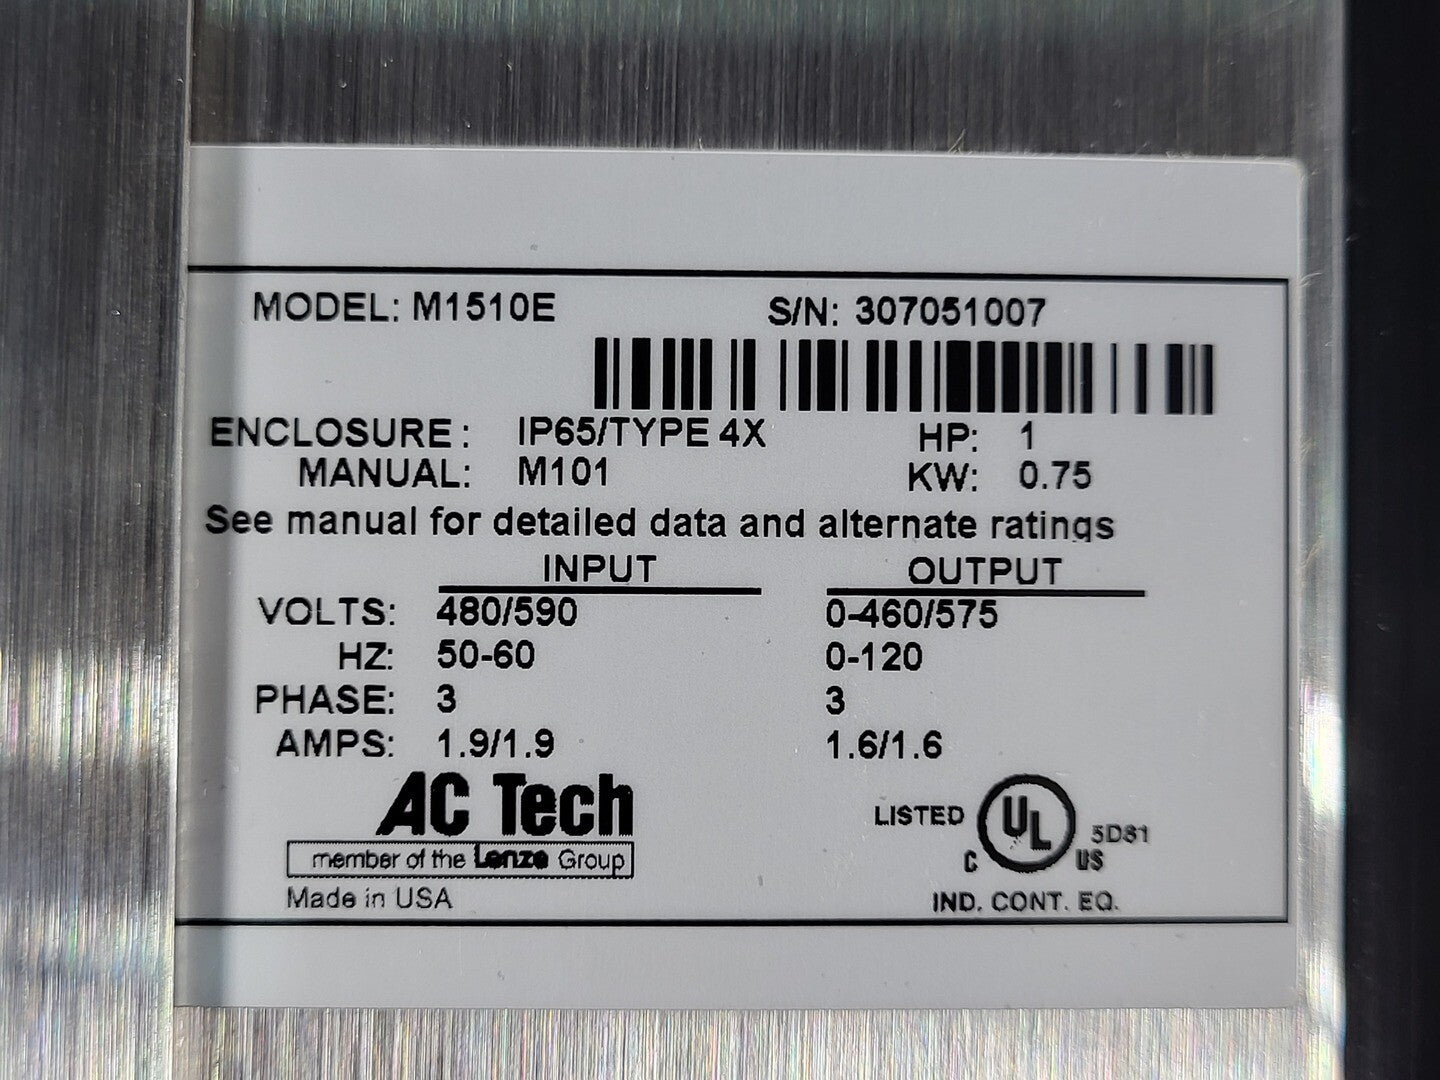 MODEL: M1510E S/N: 307051007
ENCLOSURE: IP65/TYPE 4X HP: 1
MANUAL: M101 KW: 0.75
See manual for detailed data and alternate ratings
INPUT OUTPUT
VOLTS: 480/590 0-460/575
HZ: 50-60 0-120
PHASE: 3 3
AMPS: 1.9/1.9 1.6/1.6
AC Tech
member of the Lenze Group
Made in USA
LISTED UL 5D81
C US
IND. CONT. EQ.